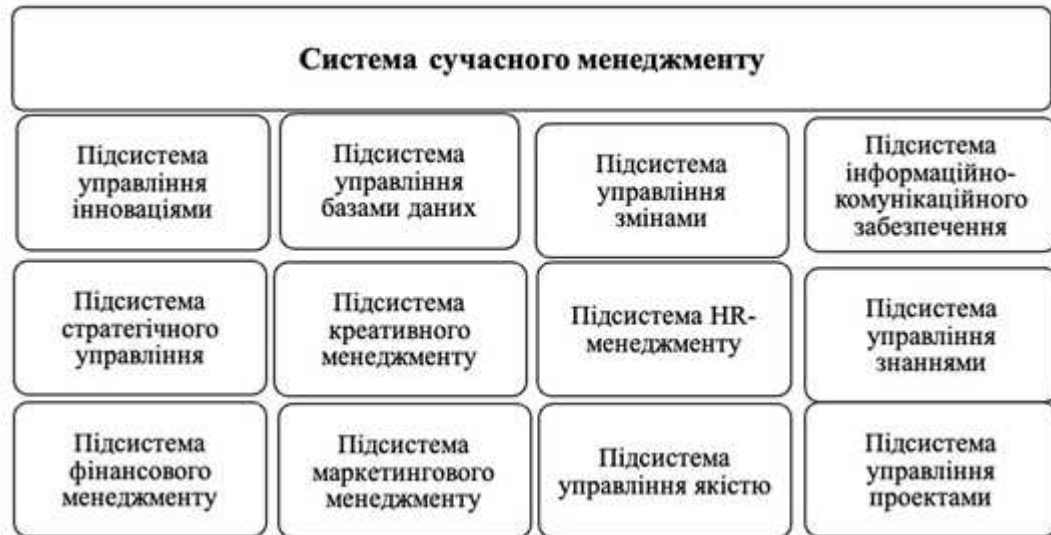 Система сучасного менеджменту
Підсистема
управління
інноваціями
Підсистема
управління
базами даних
Підсистема
управління
змінами
Підсистема
інформаційно-
комунікаційного
забезпечення
Підсистема
стратегічного
управління
Підсистема
креативного
менеджменту
Підсистема HR-
менеджменту
Підсистема
управління
знаннями
Підсистема
фінансового
менеджменту
Підсистема
маркетингового
менеджменту
Підсистема
управління якістю
Підсистема
управління
проектами